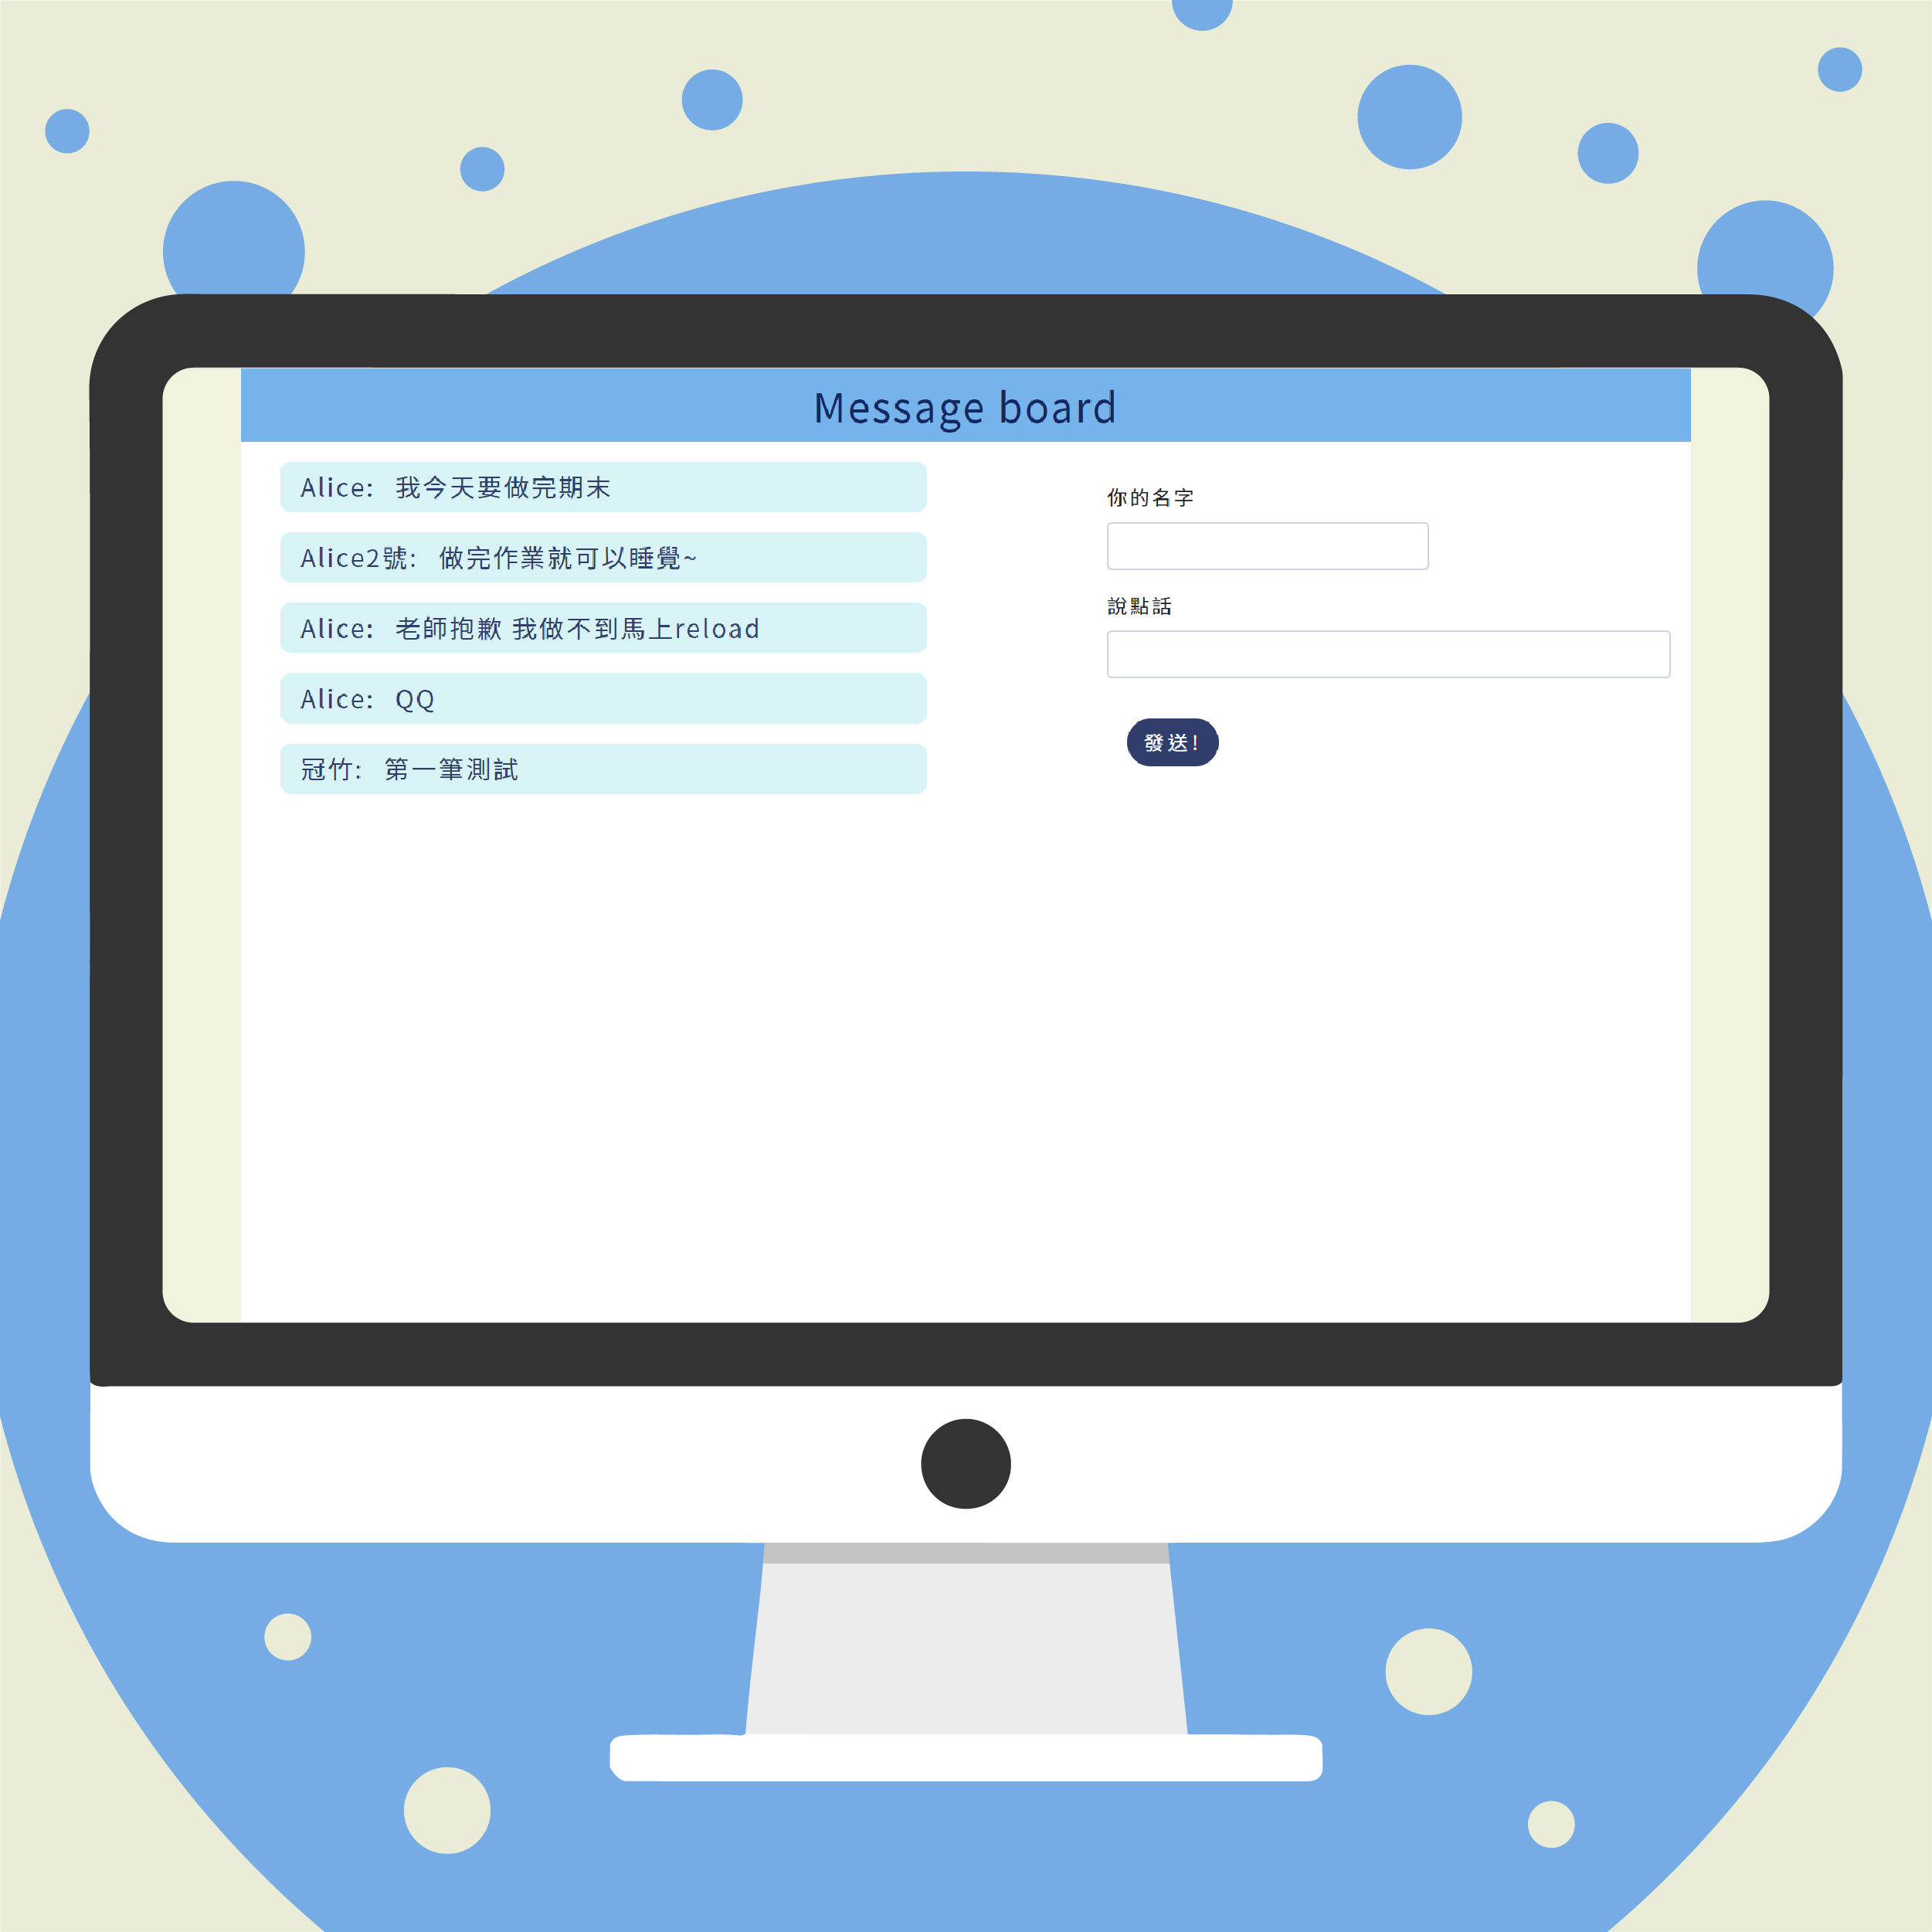 Message board
Alice: 我今天要做完期末
Alice2號: 做完作業就可以睡覺~
Alice: 老師抱歉 我做不到馬上reload
Alice: QQ
冠竹: 第一筆測試
你的名字
說點話
發送!